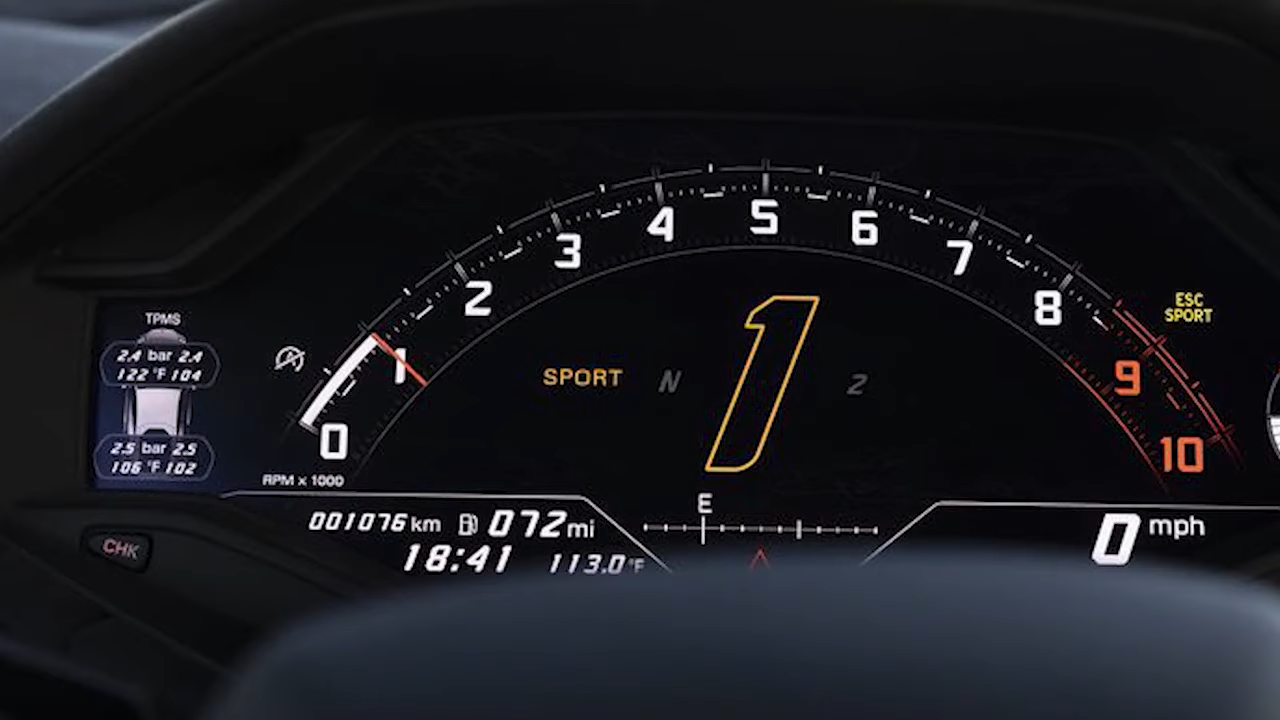 TPMS
2.4 bar 2.4
122 °F 104
2.5 bar 2.5
106 °F 102
CHK
0 1 2 3 4 5 6 7 8 9 10
RPM x 1000
ESC
SPORT
SPORT N 1 2
E
001076 km 072 mi
18:41 113.0 °F
0 mph